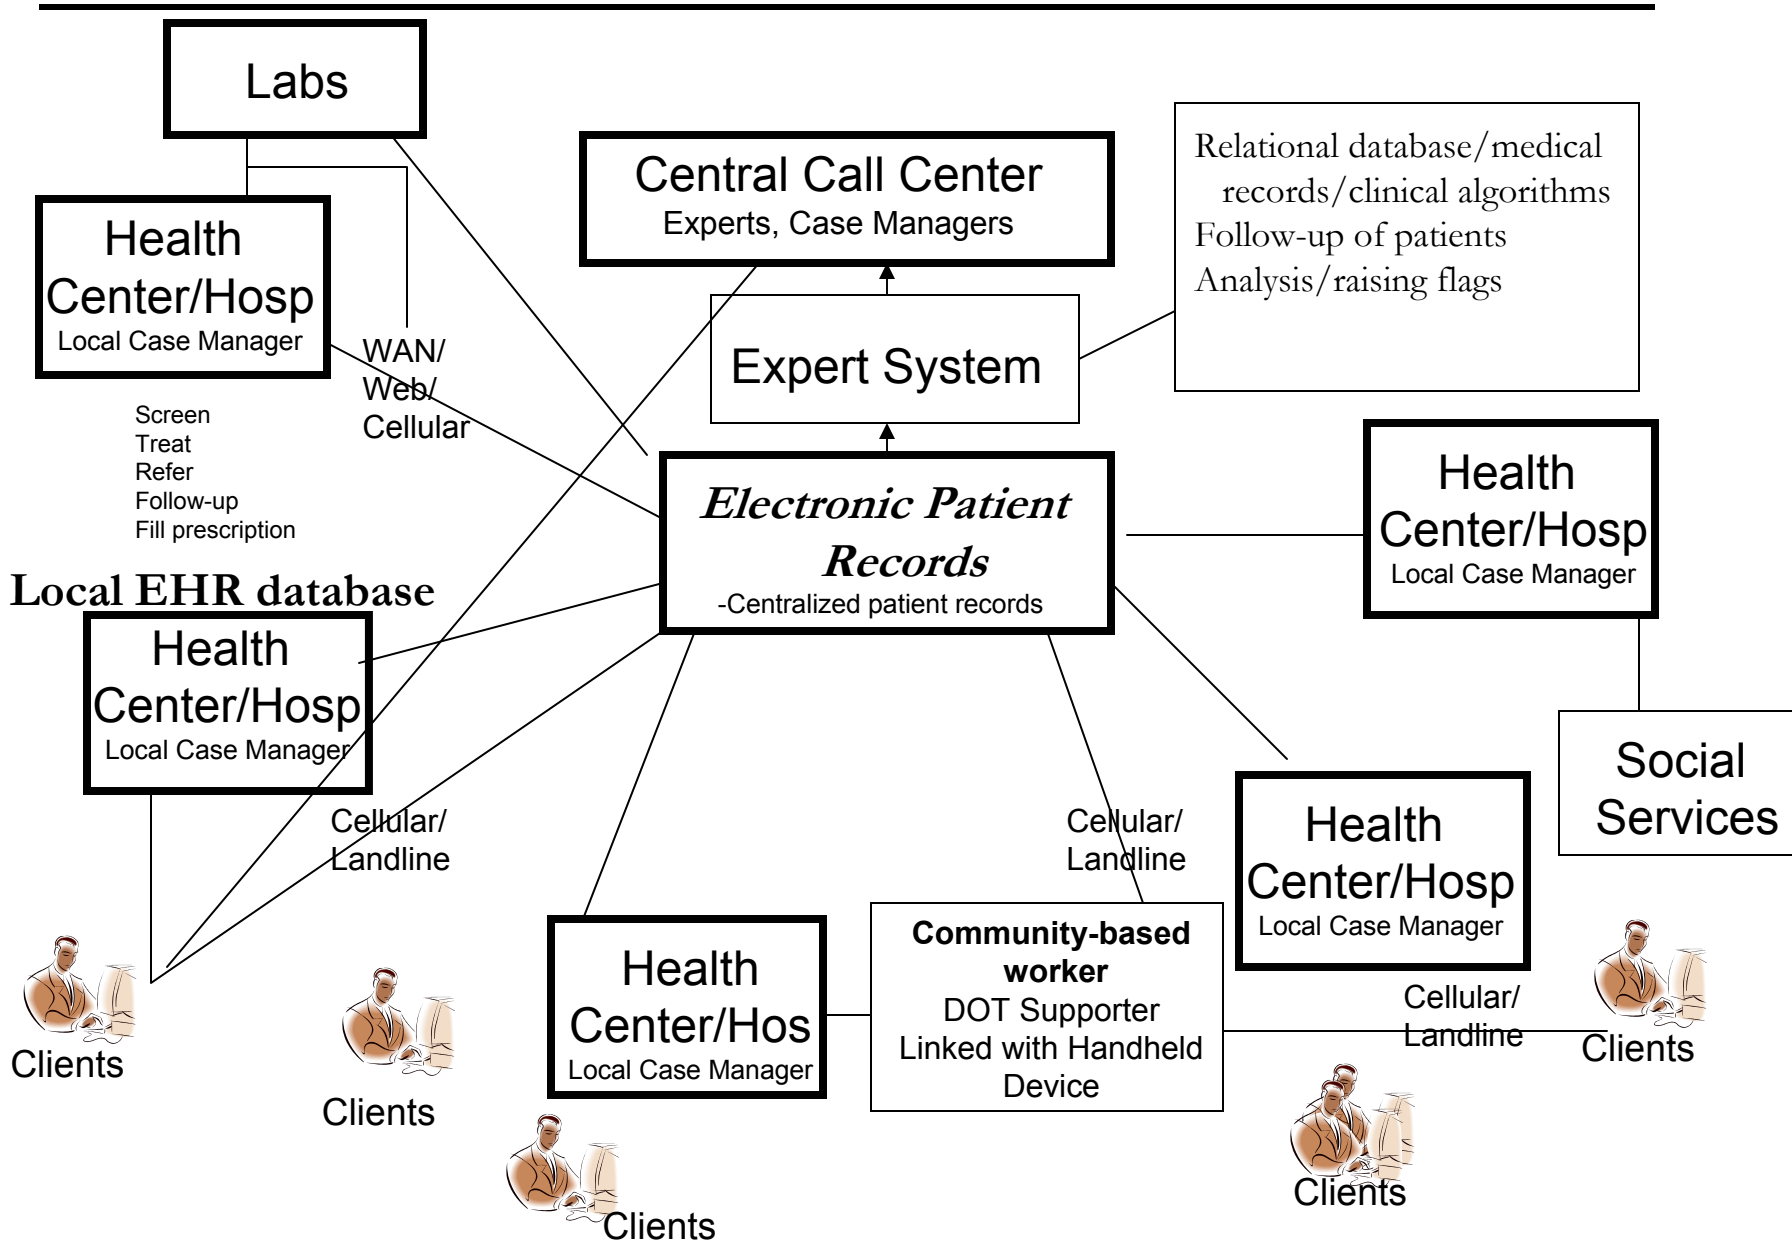 Labs
Central Call Center
Experts, Case Managers
Relational database/medical
records/clinical algorithms
Follow-up of patients
Analysis/raising flags
Health
Center/Hosp
Local Case Manager
WAN/
Web/
Cellular
Expert System
Screen
Treat
Refer
Follow-up
Fill prescription
Electronic Patient
Records
-Centralized patient records
Health
Center/Hosp
Local Case Manager
Local EHR database
Health
Center/Hosp
Local Case Manager
Social
Services
Cellular/
Landline
Cellular/
Landline
Health
Center/Hosp
Local Case Manager
Health
Center/Hos
Local Case Manager
Community-based
worker
DOT Supporter
Linked with Handheld
Device
Cellular/
Landline
Clients
Clients
Clients
Clients
Clients